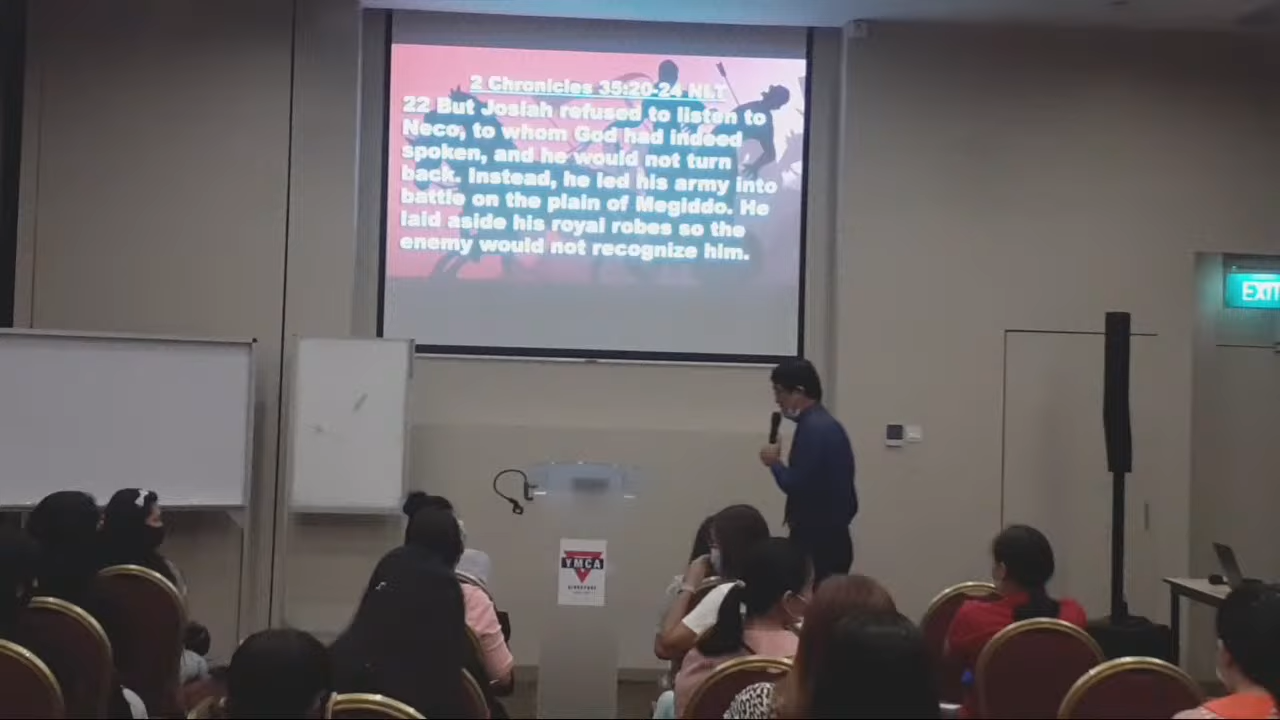 2 Chronicles 35:20-24 NLT
22 But Josiah refused to listen to
Neco, to whom God had indeed
spoken, and he would not turn
back. Instead, he led his army into
battle on the plain of Megiddo. He
laid aside his royal robes so the
enemy would not recognize him.
EXIT
YMCA
SINGAPORE